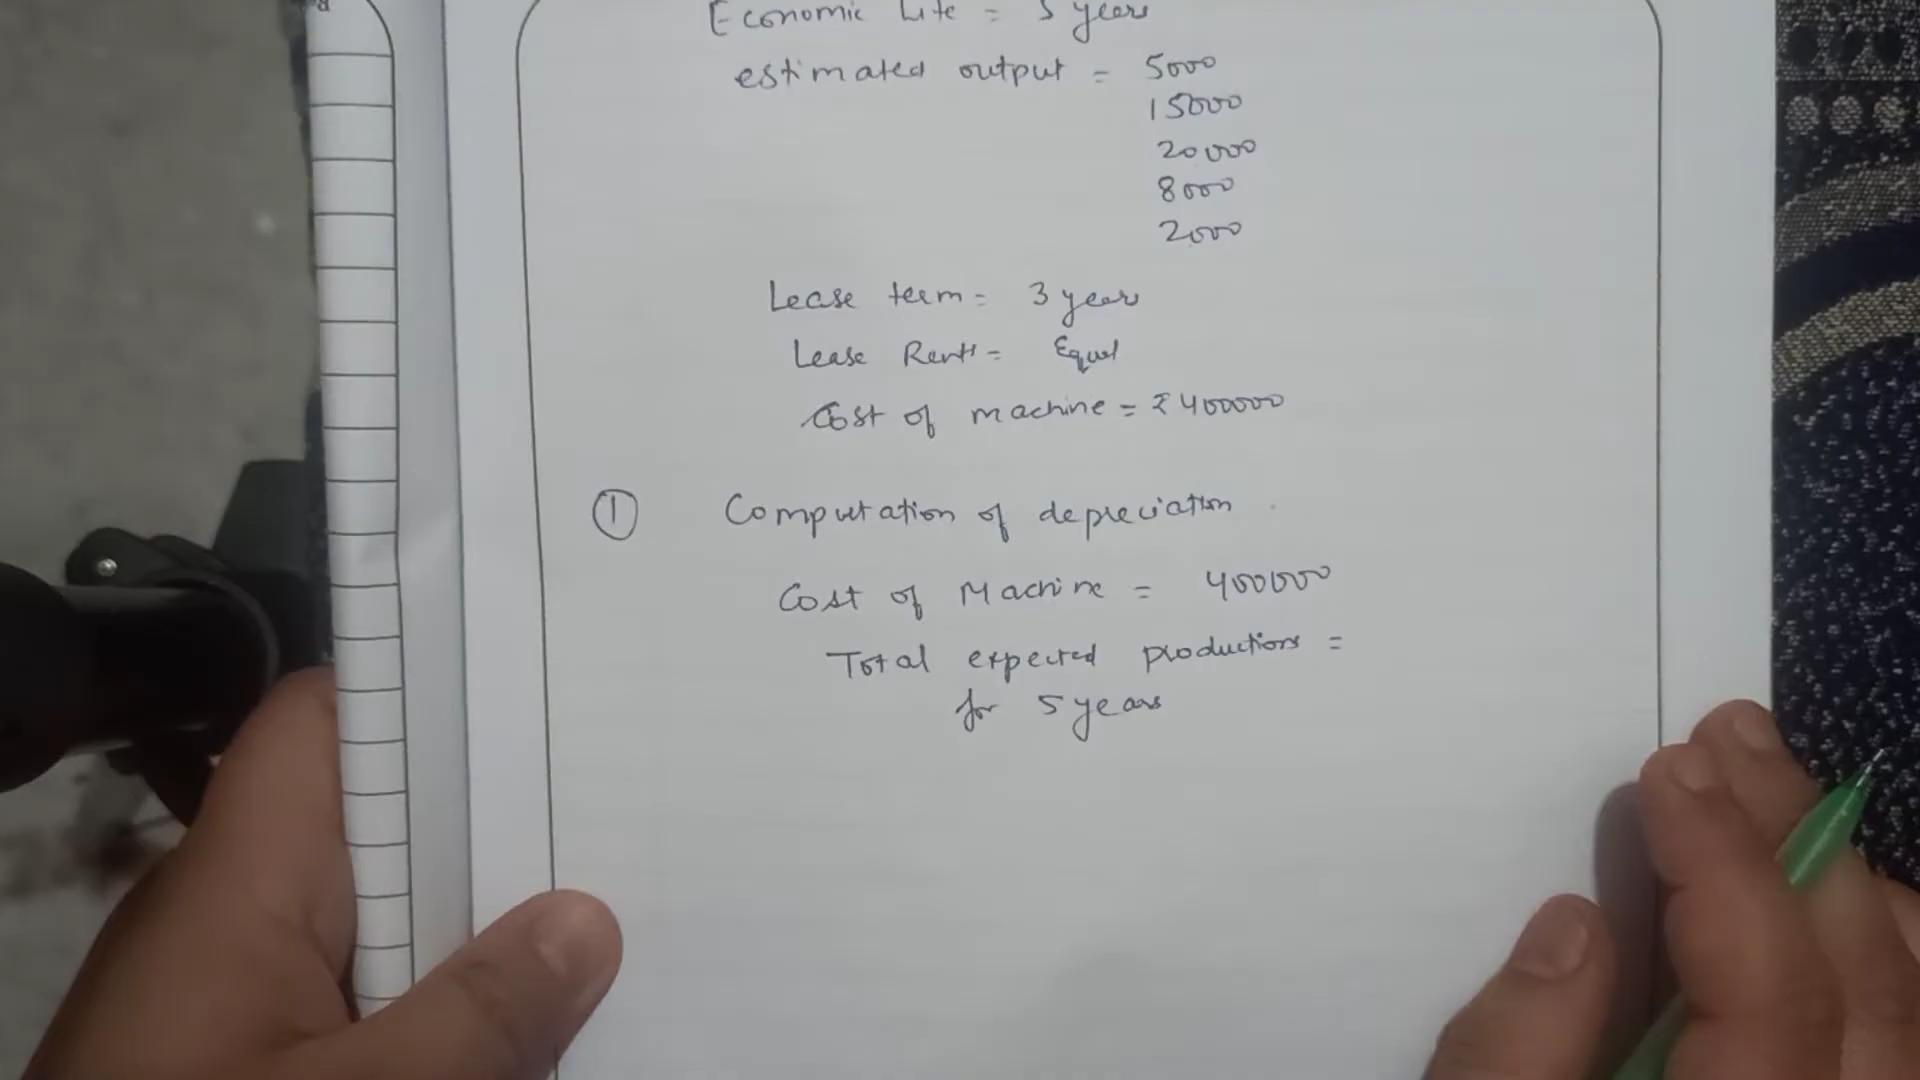 Economic Life = 5 years
estimated output = 5000
15000
20000
8000
2000
Lease term = 3 year
Lease Rent = Equal
Cost of machine = ₹400000
① Computation of depreciation
Cost of Machine = 400000
Total expected productions =
for 5 years